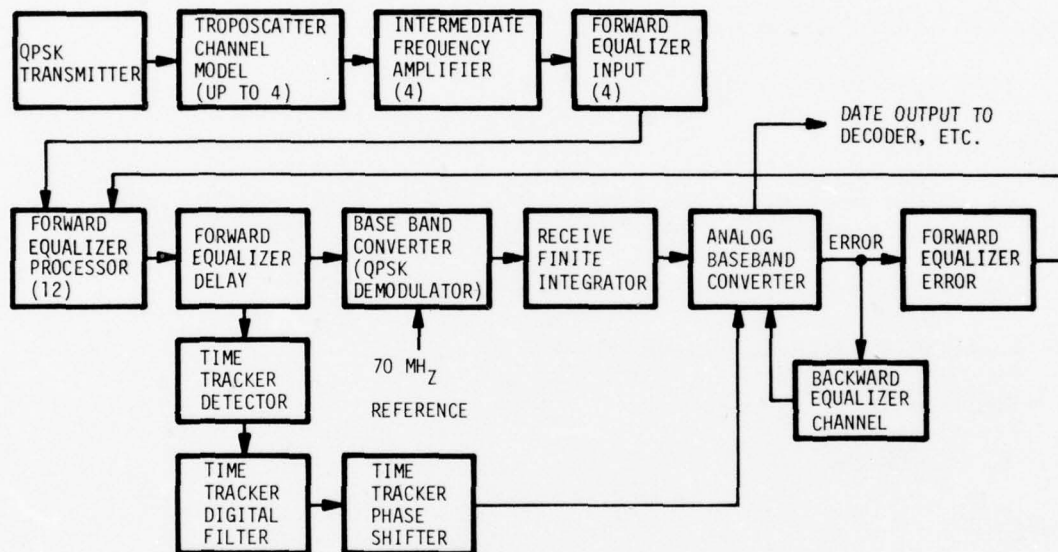 QPSK
TRANSMITTER
TROPOSCATTER
CHANNEL
MODEL
(UP TO 4)
INTERMEDIATE
FREQUENCY
AMPLIFIER
(4)
FORWARD
EQUALIZER
INPUT
(4)
DATE OUTPUT TO
DECODER, ETC.
FORWARD
EQUALIZER
PROCESSOR
(12)
FORWARD
EQUALIZER
DELAY
BASE BAND
CONVERTER
(QPSK
DEMODULATOR)
RECEIVE
FINITE
INTEGRATOR
ANALOG
BASEBAND
CONVERTER
ERROR
FORWARD
EQUALIZER
ERROR
TIME
TRACKER
DETECTOR
70 MHZ
REFERENCE
BACKWARD
EQUALIZER
CHANNEL
TIME
TRACKER
DIGITAL
FILTER
TIME
TRACKER
PHASE
SHIFTER